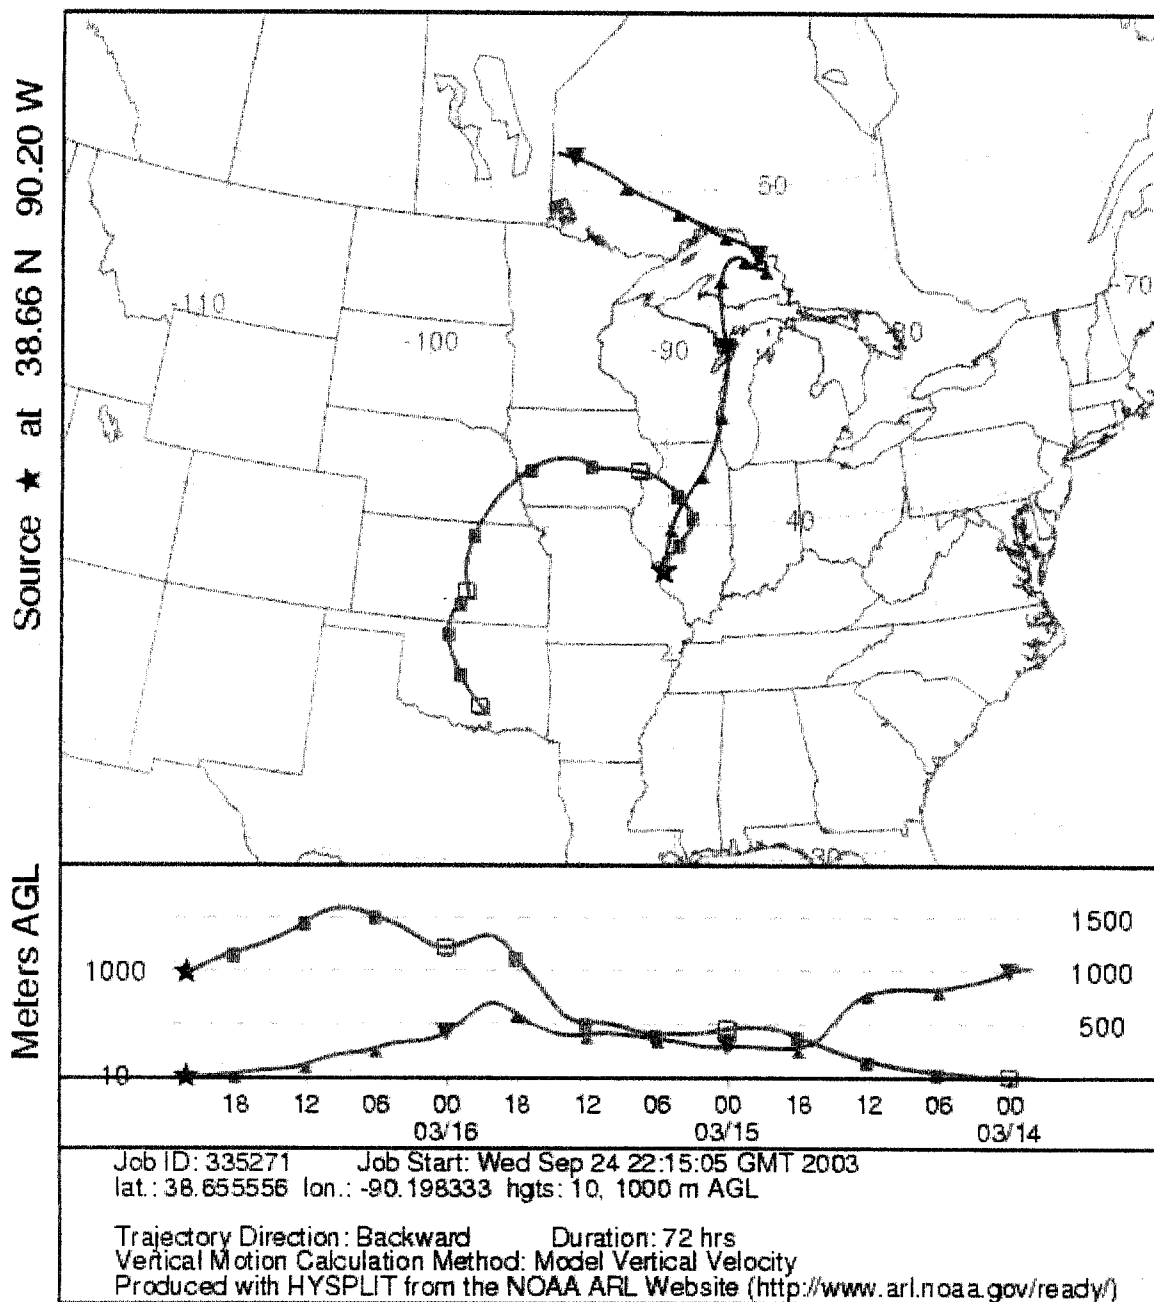 Source ★ at 38.66 N 90.20 W
50
-110
-70
-100
-90
80
40
30
Meters AGL
1500
1000
1000
500
10
18 12 06 00 18 12 06 00 18 12 06 00
03/16 03/15 03/14
Job ID: 335271 Job Start: Wed Sep 24 22:15:05 GMT 2003
lat.: 38.655556 lon.: -90.198333 hgts: 10, 1000 m AGL
Trajectory Direction: Backward Duration: 72 hrs
Vertical Motion Calculation Method: Model Vertical Velocity
Produced with HYSPLIT from the NOAA ARL Website (http://www.arl.noaa.gov/ready/)